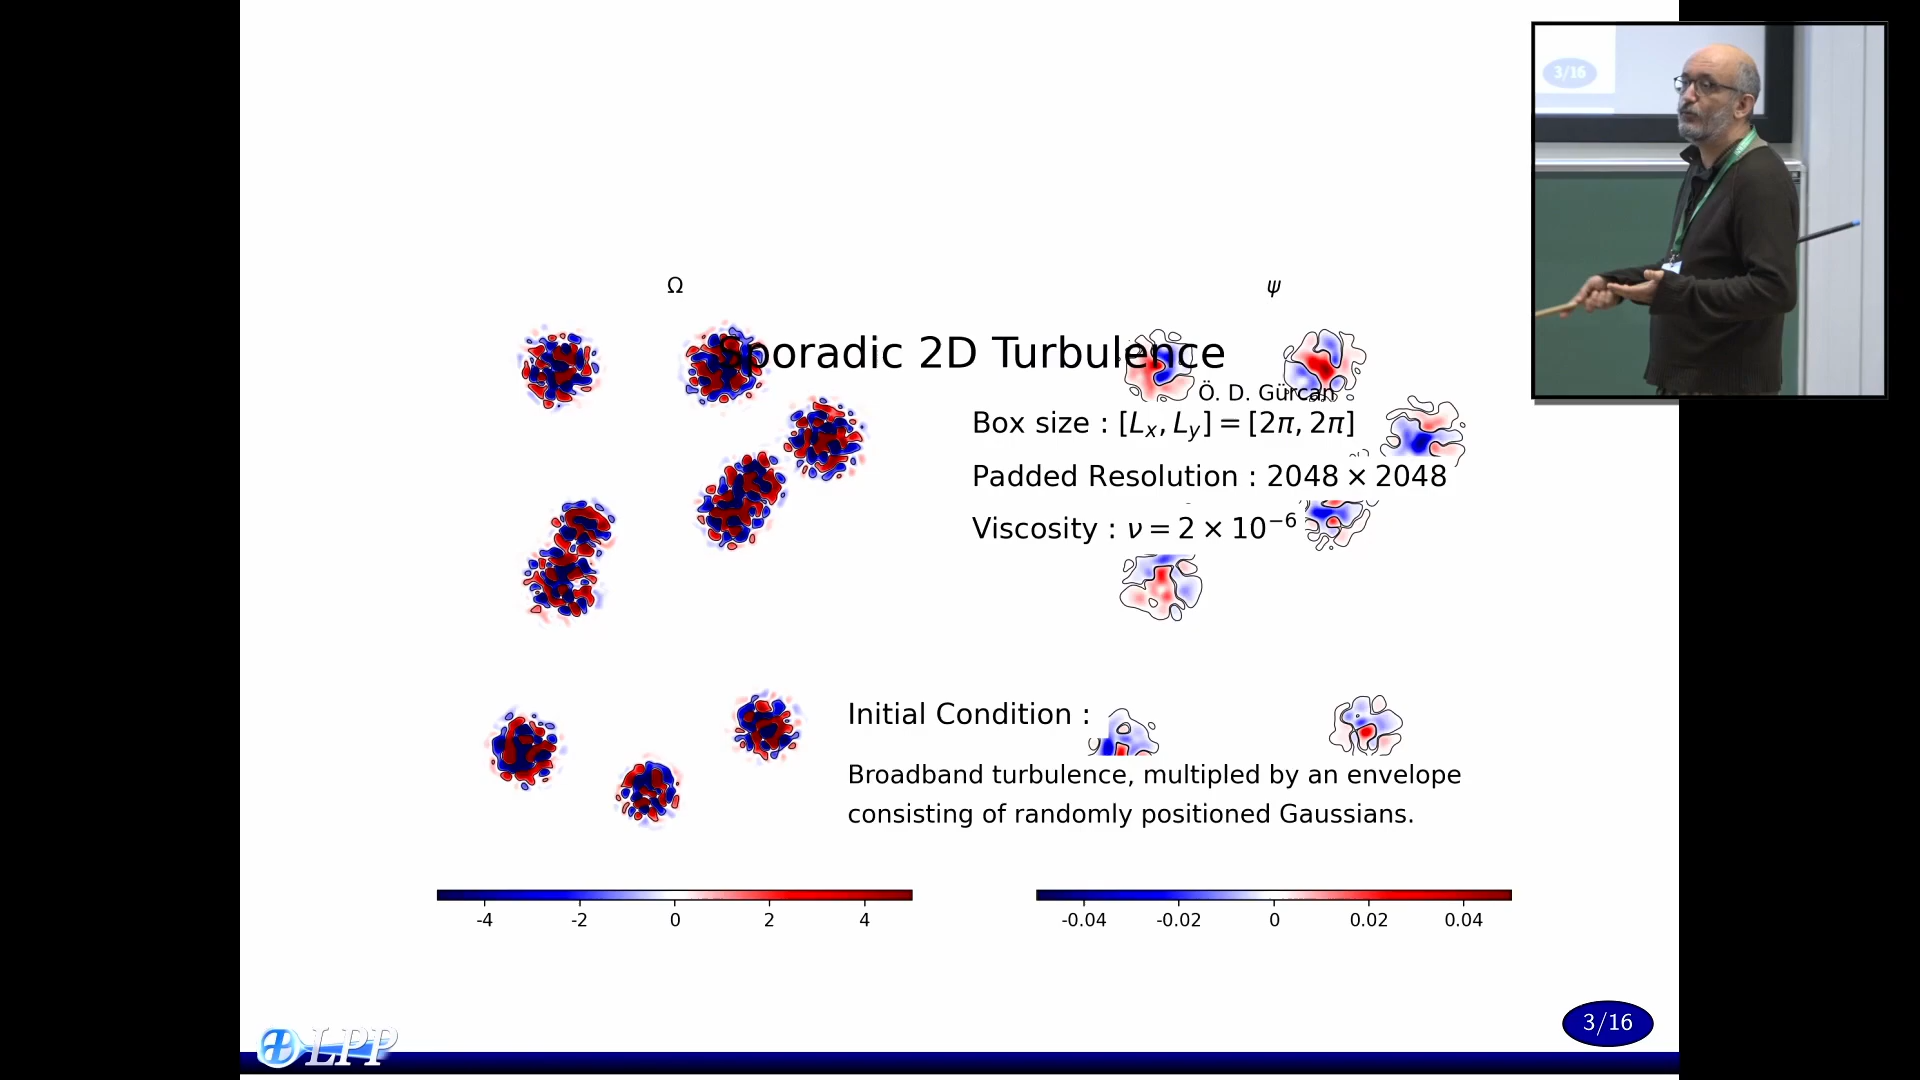 3/16
Ω
ψ
Sporadic 2D Turbulence
Ö. D. Gürcan
Box size : [Lₓ, Lᵧ] = [2π, 2π]
Padded Resolution : 2048 × 2048
Viscosity : ν = 2 × 10⁻⁶
Initial Condition :
Broadband turbulence, multipled by an envelope
consisting of randomly positioned Gaussians.
-4 -2 0 2 4
-0.04 -0.02 0 0.02 0.04
3/16
LPP